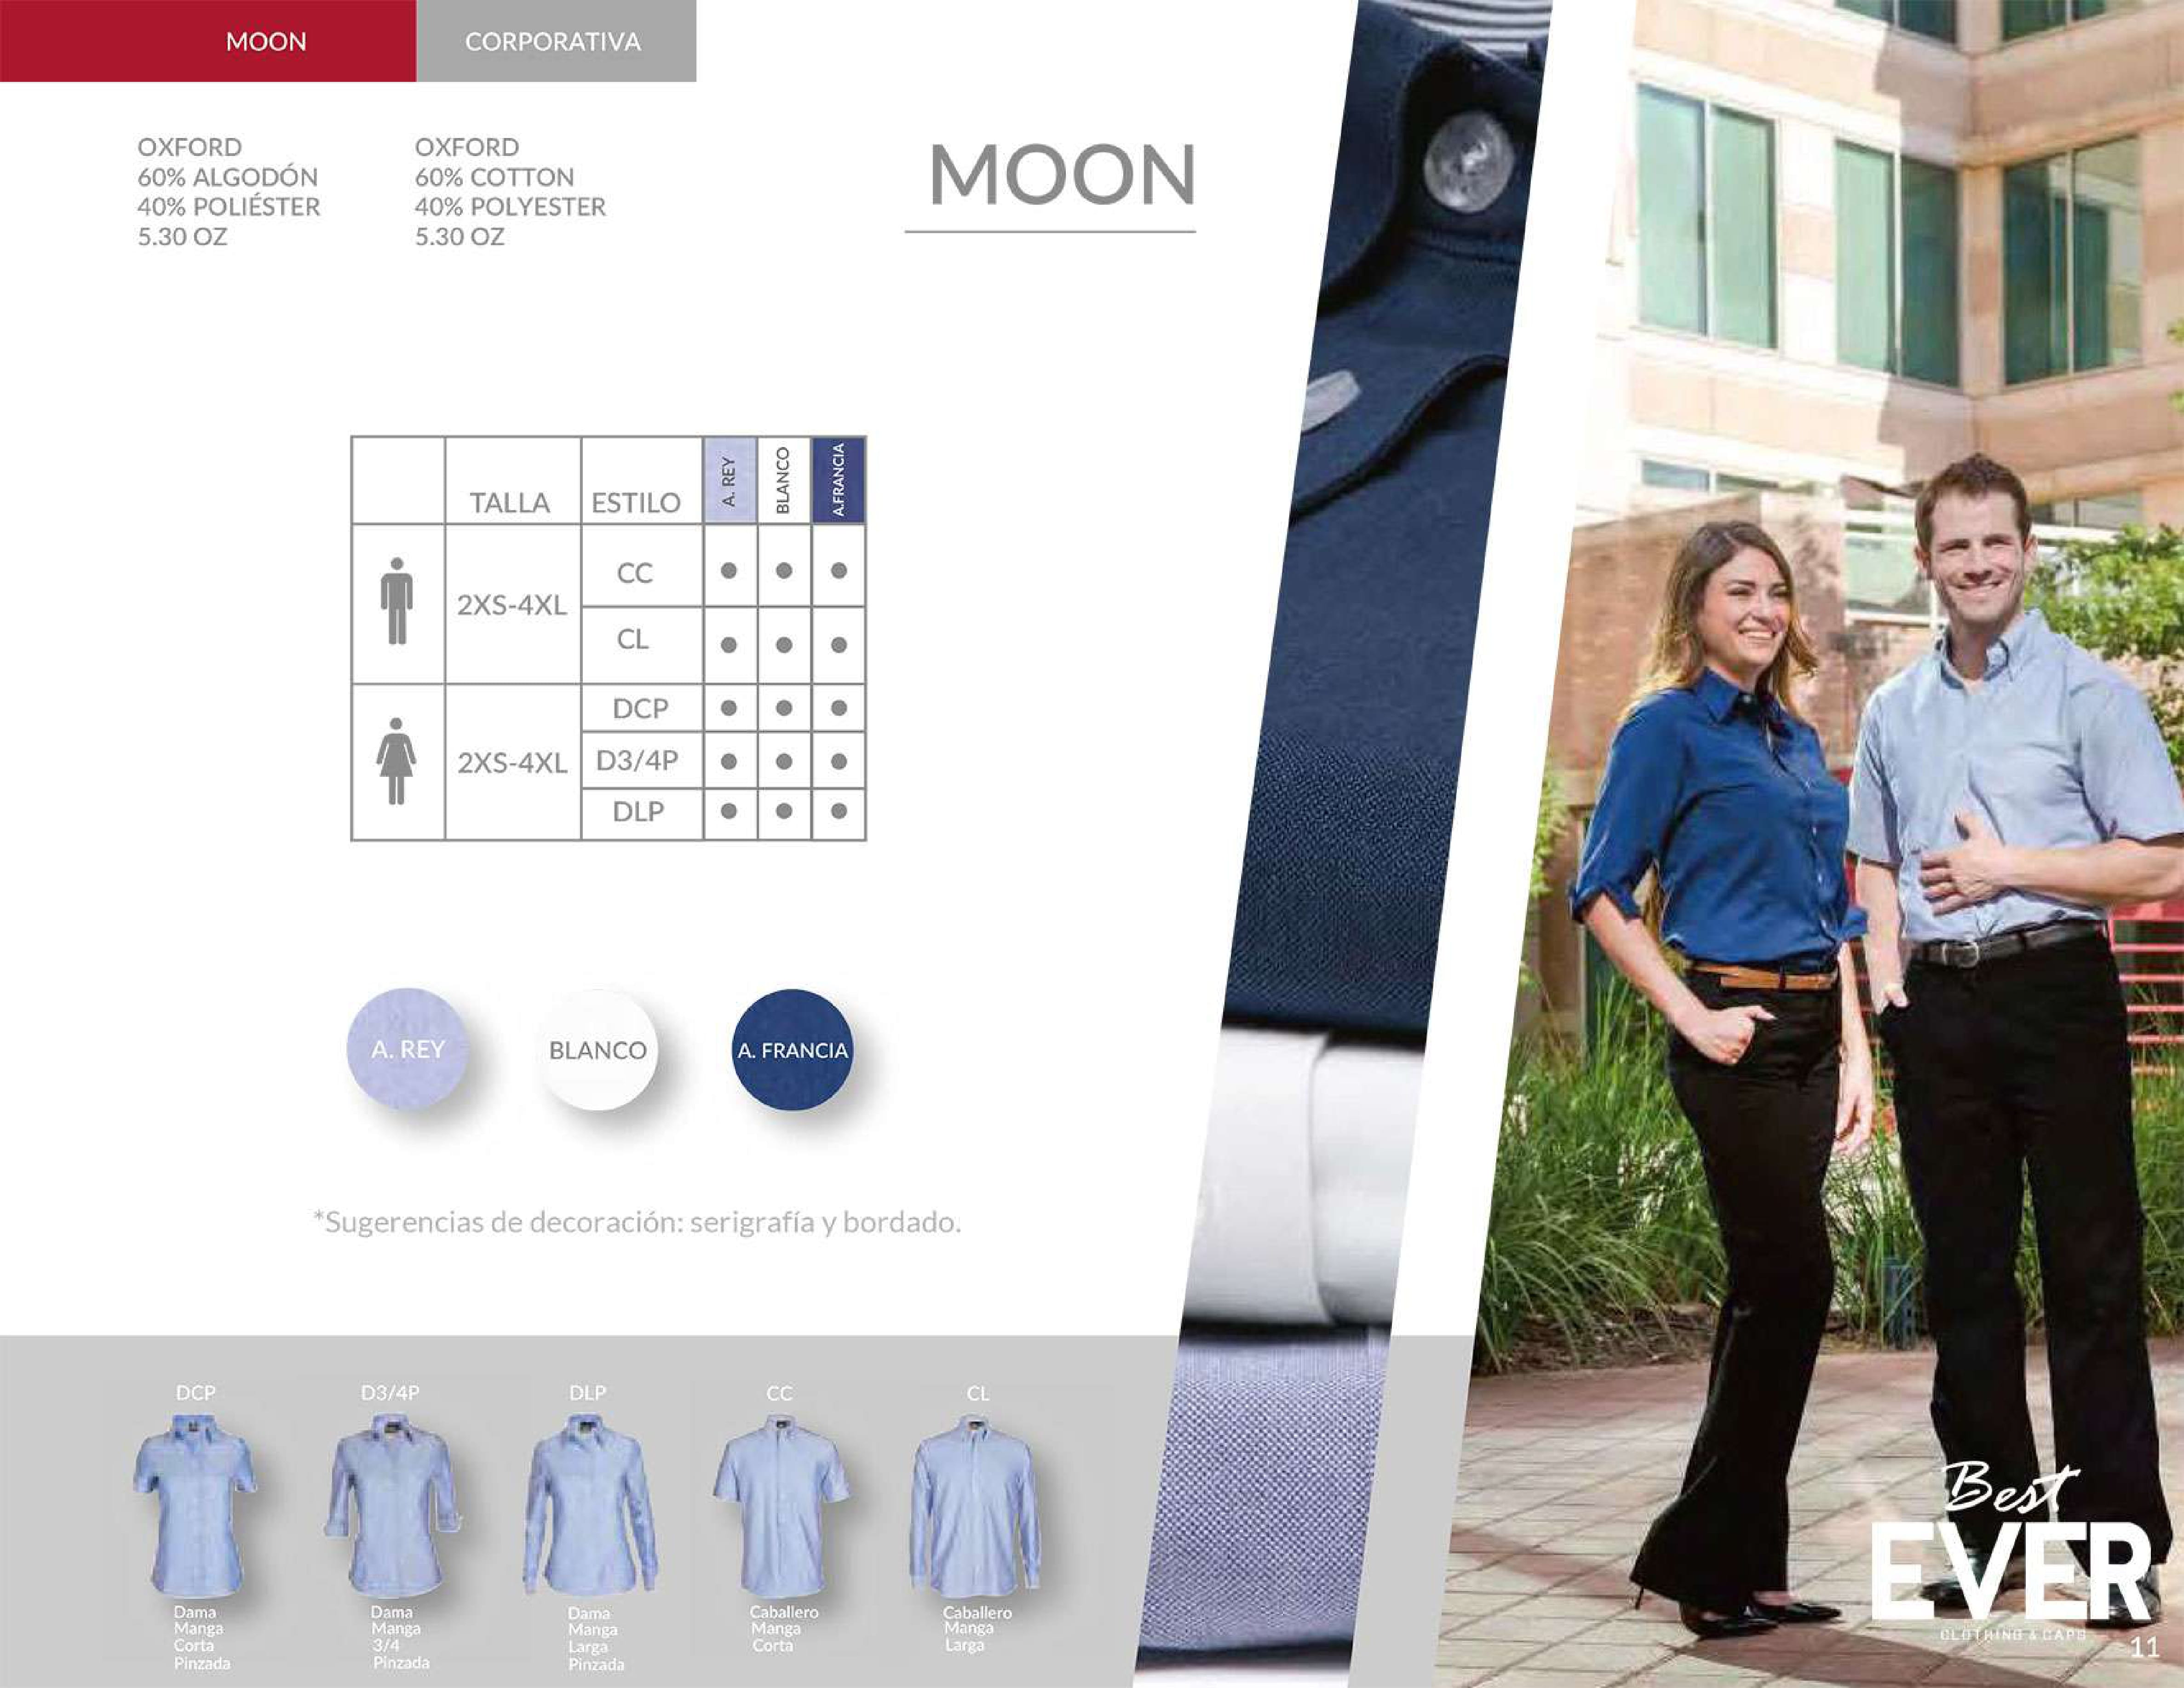 MOON
CORPORATIVA
OXFORD
60% ALGODÓN
40% POLIÉSTER
5.30 OZ
OXFORD
60% COTTON
40% POLYESTER
5.30 OZ
MOON
TALLA
ESTILO
A. REY
BLANCO
A.FRANCIA
2XS-4XL
CC
CL
2XS-4XL
DCP
D3/4P
DLP
A. REY
BLANCO
A. FRANCIA
*Sugerencias de decoración: serigrafía y bordado.
DCP
Dama
Manga
Corta
Pinzada
D3/4P
Dama
Manga
3/4
Pinzada
DLP
Dama
Manga
Larga
Pinzada
CC
Caballero
Manga
Corta
CL
Caballero
Manga
Larga
Best
EVER
CLOTHING & CAPS
11